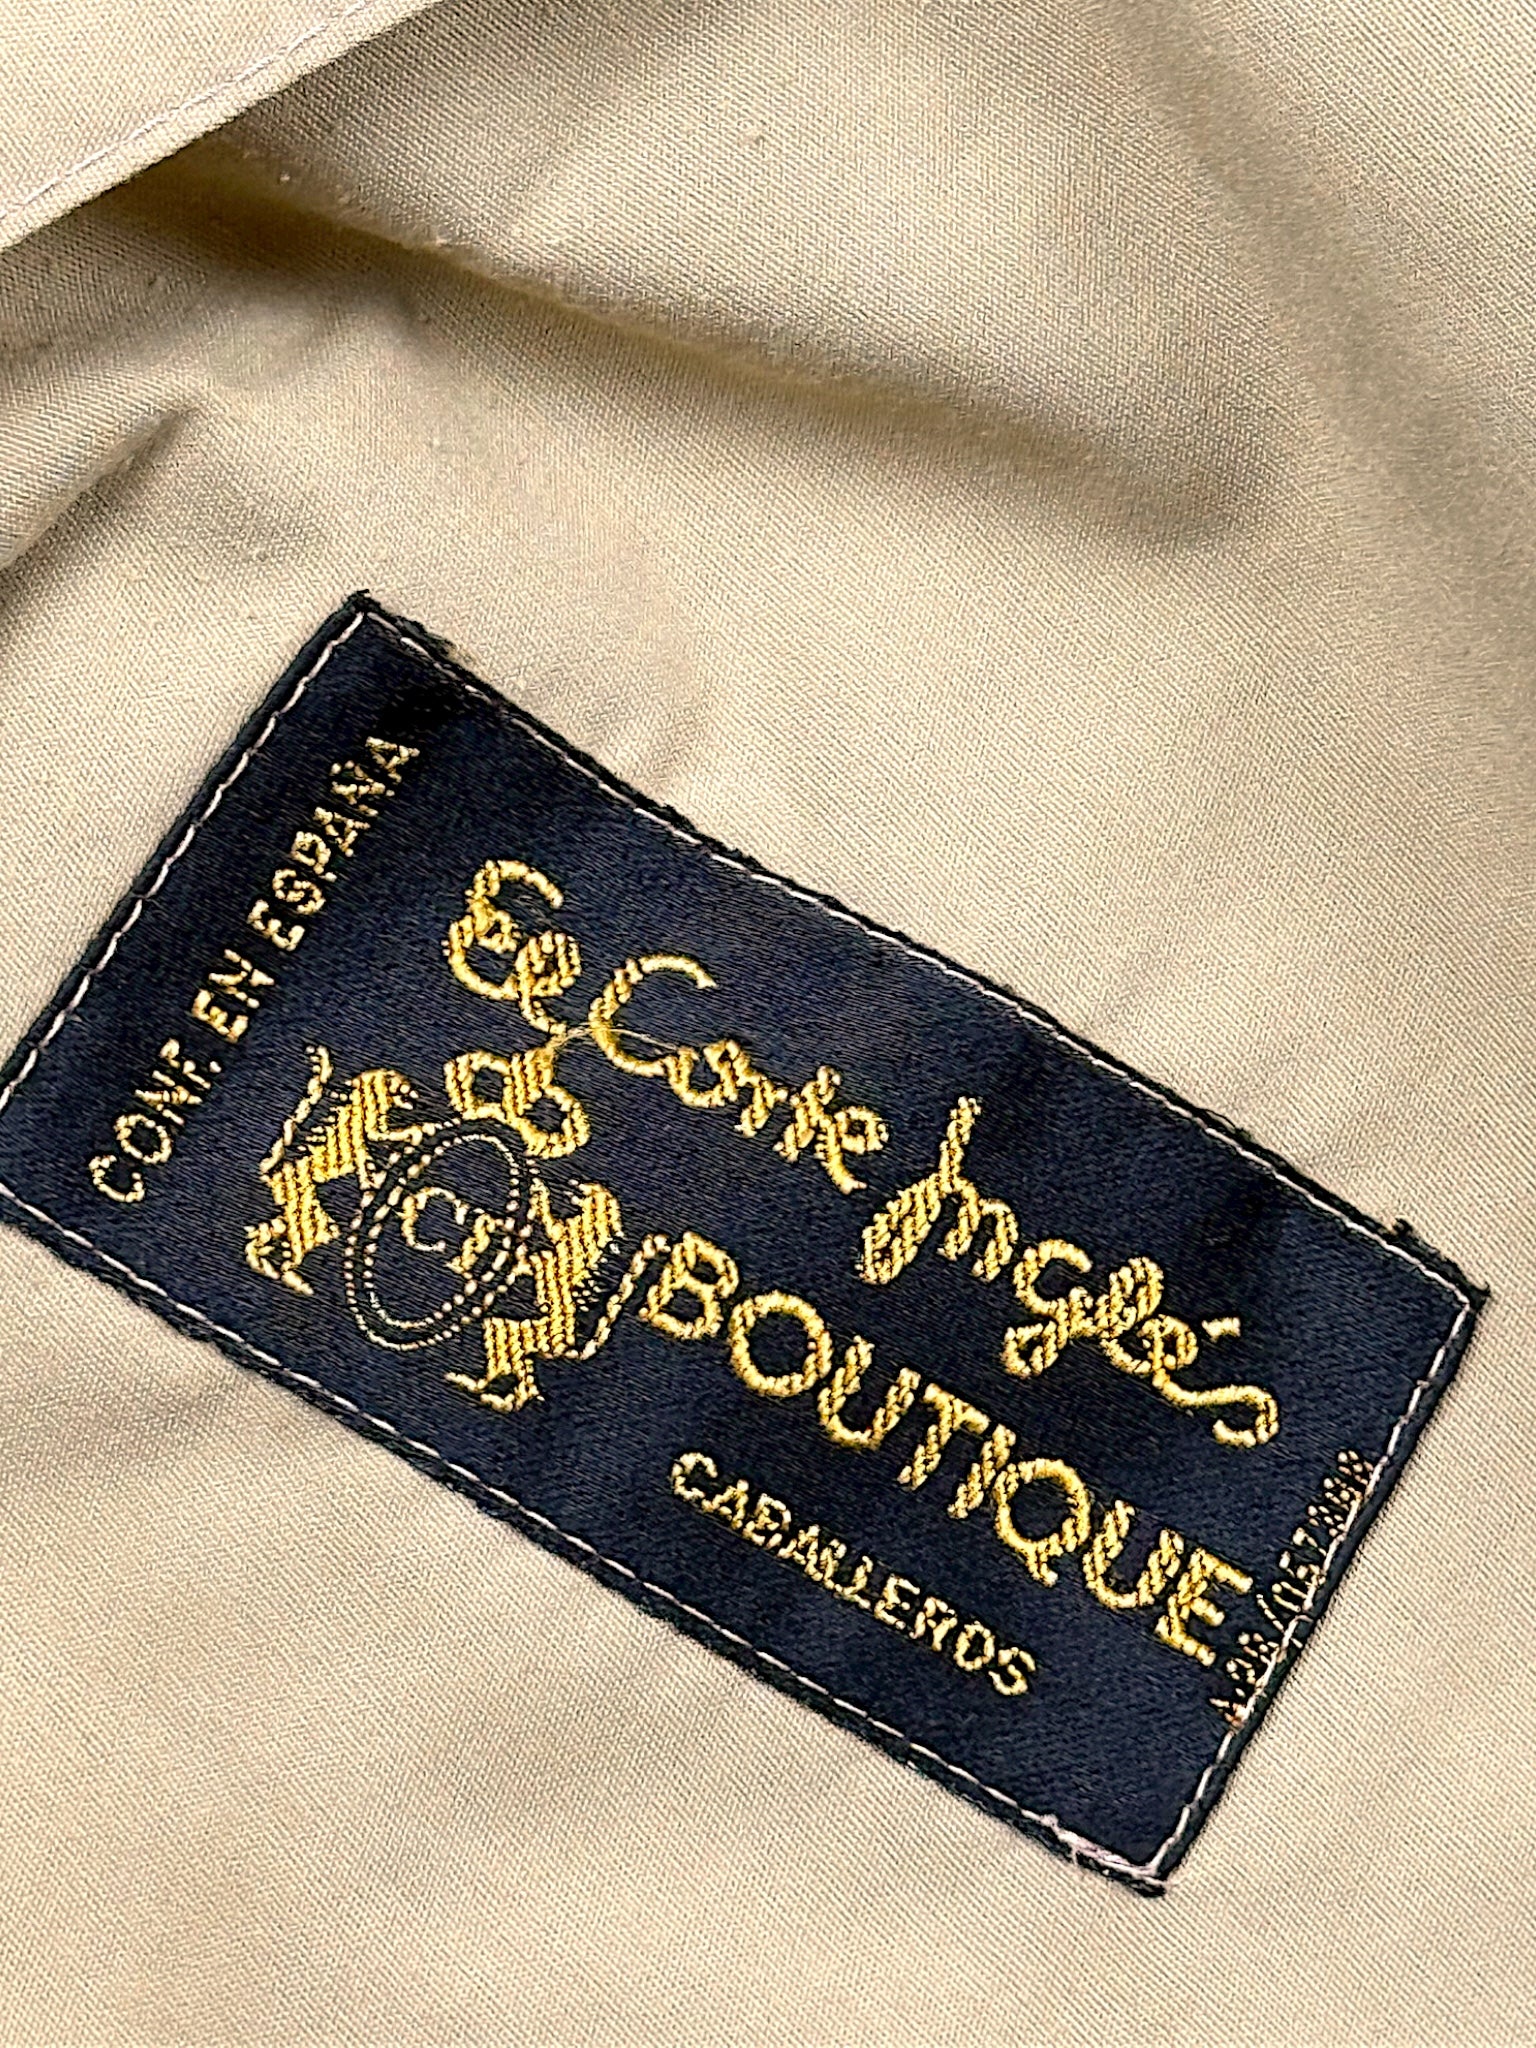 CONF. EN ESPAÑA
El Corte Inglés
BOUTIQUE
CABALLEROS